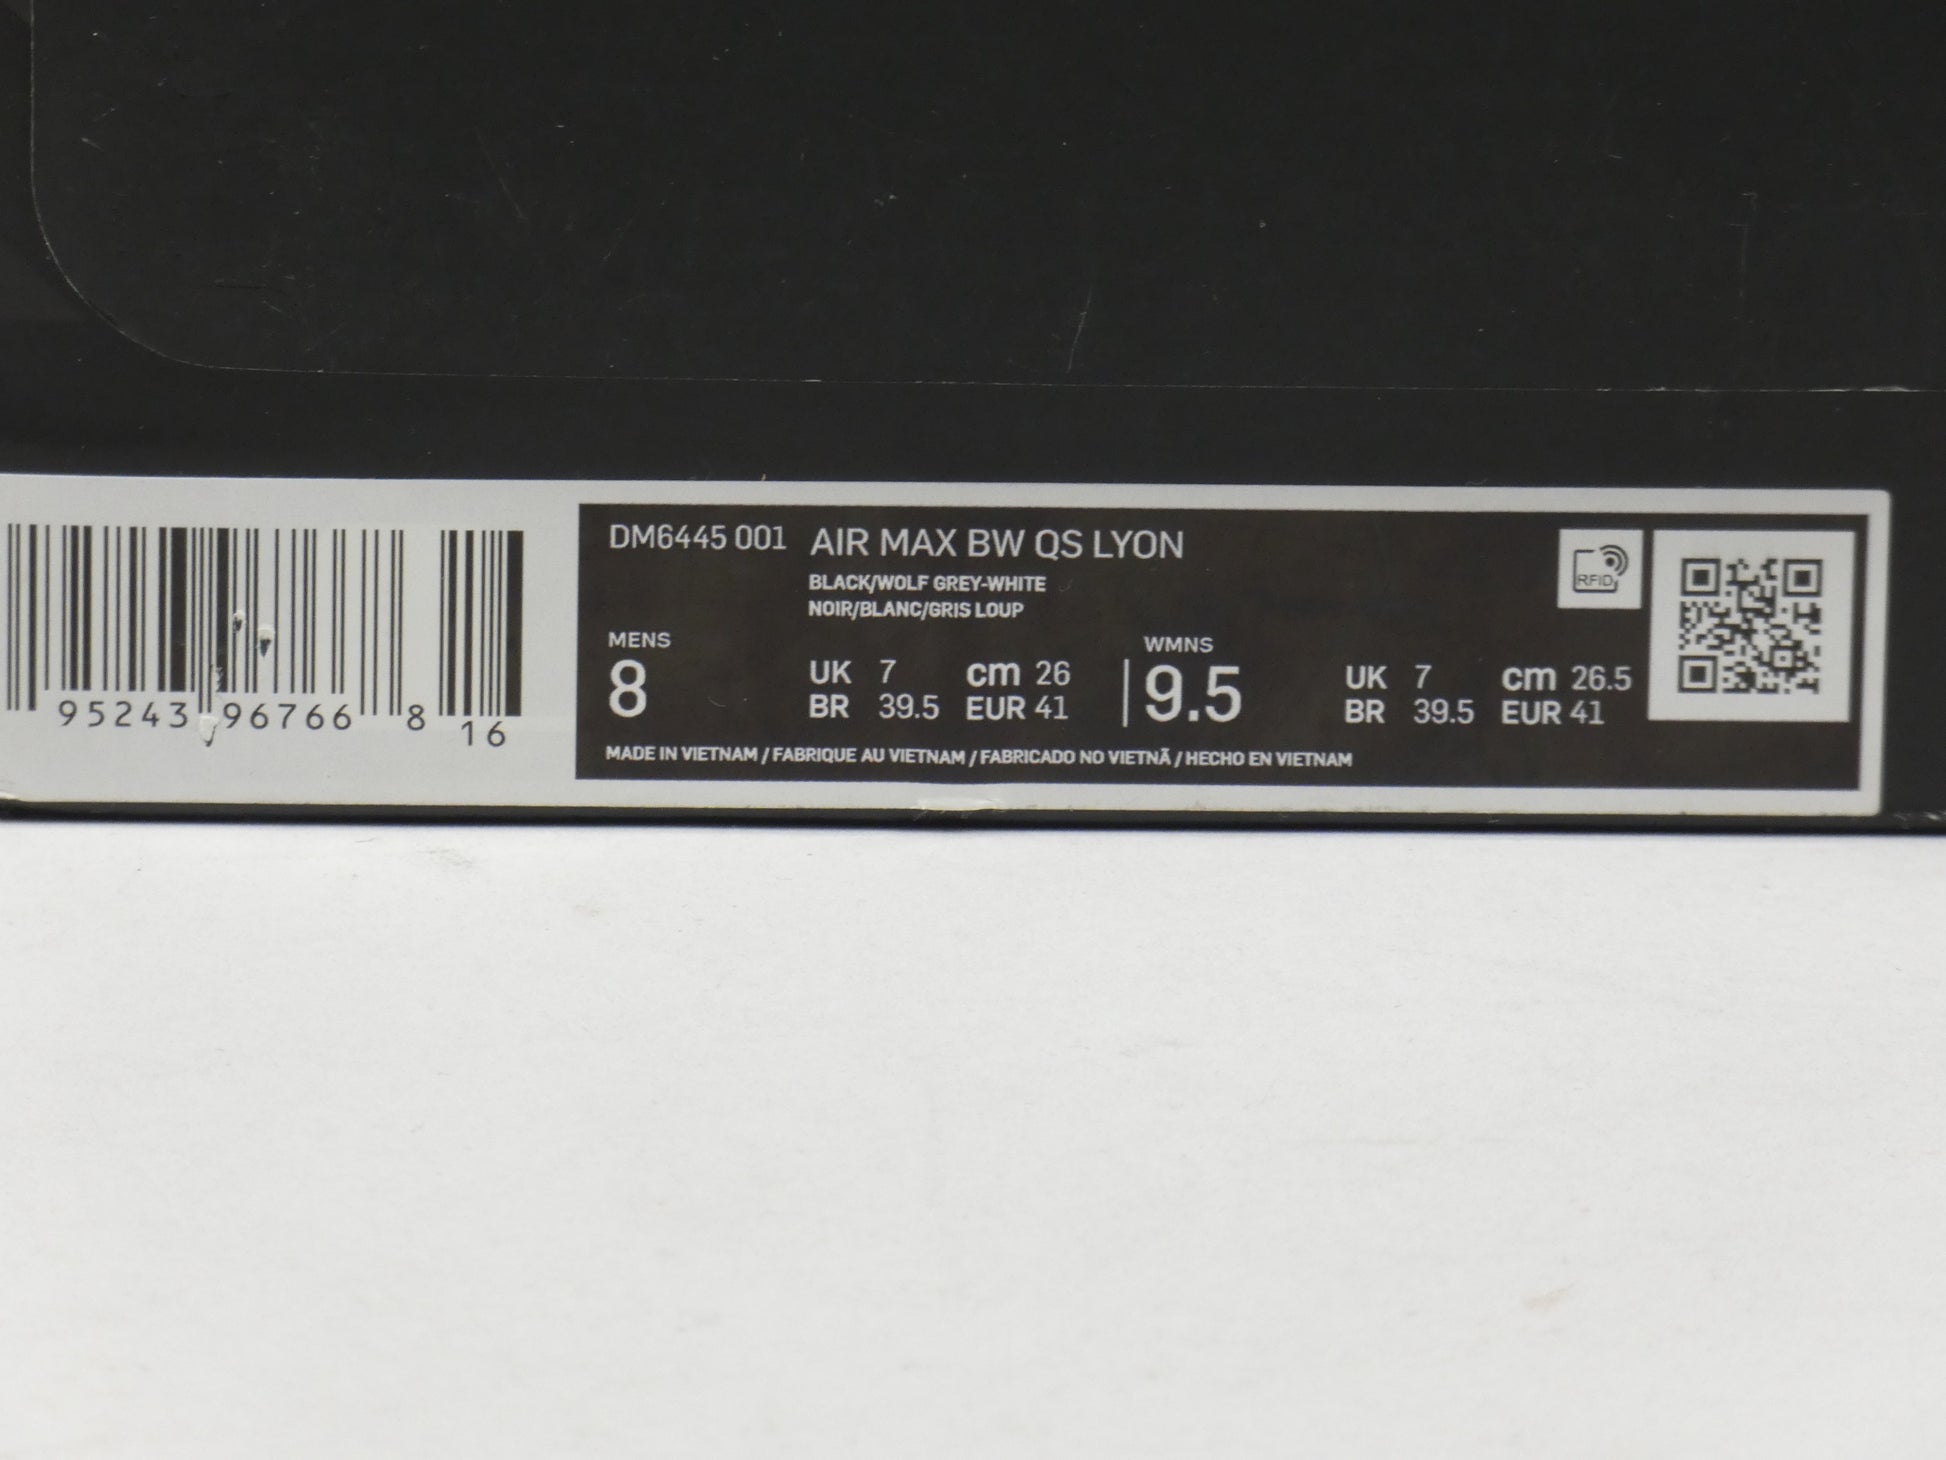 95243 96766 8
16
DM6445 001 AIR MAX BW QS LYON
BLACK/WOLF GREY-WHITE
NOIR/BLANC/GRIS LOUP
RFID
MENS
8
UK 7 cm 26
BR 39.5 EUR 41
WMNS
9.5
UK 7 cm 26.5
BR 39.5 EUR 41
MADE IN VIETNAM / FABRIQUE AU VIETNAM / FABRICADO NO VIETNÃ / HECHO EN VIETNAM